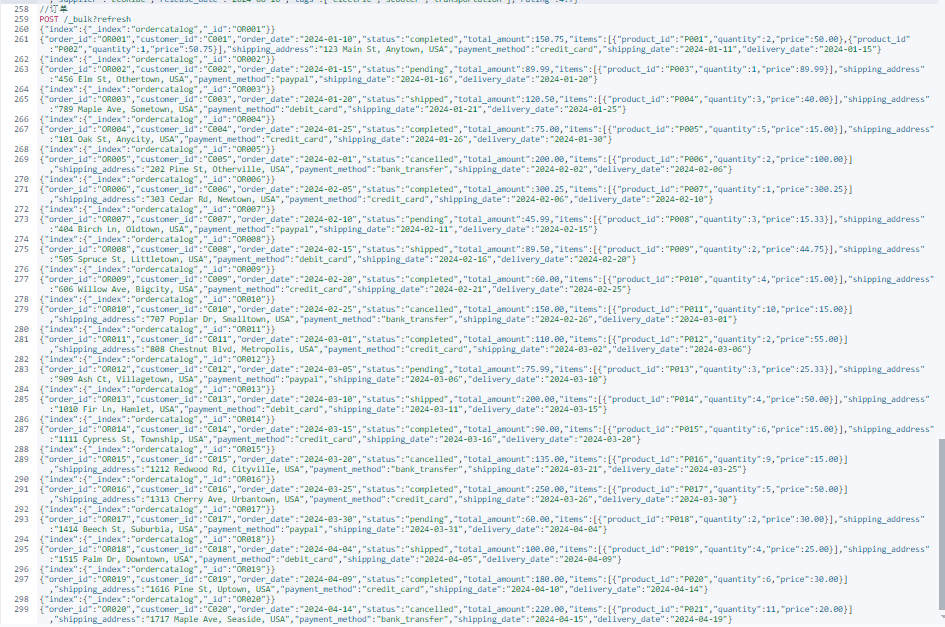 258 //订单
259 POST /_bulk?refresh
260 {"index":{"_index":"ordercatalog","_id":"OR001"}}
261 {"order_id":"OR001","customer_id":"C001","order_date":"2024-01-10","status":"completed","total_amount":150.75,"items":[{"product_id":"P001","quantity":2,"price":50.00},{"product_id"
:"P002","quantity":1,"price":50.75}],"shipping_address":"123 Main St, Anytown, USA","payment_method":"credit_card","shipping_date":"2024-01-11","delivery_date":"2024-01-15"}
262 {"index":{"_index":"ordercatalog","_id":"OR002"}}
263 {"order_id":"OR002","customer_id":"C002","order_date":"2024-01-15","status":"pending","total_amount":89.99,"items":[{"product_id":"P003","quantity":1,"price":89.99}],"shipping_address"
:"456 Elm St, Othertown, USA","payment_method":"paypal","shipping_date":"2024-01-16","delivery_date":"2024-01-20"}
264 {"index":{"_index":"ordercatalog","_id":"OR003"}}
265 {"order_id":"OR003","customer_id":"C003","order_date":"2024-01-20","status":"shipped","total_amount":120.50,"items":[{"product_id":"P004","quantity":3,"price":40.00}],"shipping_address"
:"789 Maple Ave, Sometown, USA","payment_method":"debit_card","shipping_date":"2024-01-21","delivery_date":"2024-01-25"}
266 {"index":{"_index":"ordercatalog","_id":"OR004"}}
267 {"order_id":"OR004","customer_id":"C004","order_date":"2024-01-25","status":"completed","total_amount":75.00,"items":[{"product_id":"P005","quantity":5,"price":15.00}],"shipping_address"
:"101 Oak St, Anycity, USA","payment_method":"credit_card","shipping_date":"2024-01-26","delivery_date":"2024-01-30"}
268 {"index":{"_index":"ordercatalog","_id":"OR005"}}
269 {"order_id":"OR005","customer_id":"C005","order_date":"2024-02-01","status":"cancelled","total_amount":200.00,"items":[{"product_id":"P006","quantity":2,"price":100.00}]
,"shipping_address":"202 Pine St, Otherville, USA","payment_method":"bank_transfer","shipping_date":"2024-02-02","delivery_date":"2024-02-06"}
270 {"index":{"_index":"ordercatalog","_id":"OR006"}}
271 {"order_id":"OR006","customer_id":"C006","order_date":"2024-02-05","status":"completed","total_amount":300.25,"items":[{"product_id":"P007","quantity":1,"price":300.25}]
,"shipping_address":"303 Cedar Rd, Newtown, USA","payment_method":"credit_card","shipping_date":"2024-02-06","delivery_date":"2024-02-10"}
272 {"index":{"_index":"ordercatalog","_id":"OR007"}}
273 {"order_id":"OR007","customer_id":"C007","order_date":"2024-02-10","status":"pending","total_amount":45.99,"items":[{"product_id":"P008","quantity":3,"price":15.33}],"shipping_address"
:"404 Birch Ln, Oldtown, USA","payment_method":"paypal","shipping_date":"2024-02-11","delivery_date":"2024-02-15"}
274 {"index":{"_index":"ordercatalog","_id":"OR008"}}
275 {"order_id":"OR008","customer_id":"C008","order_date":"2024-02-15","status":"shipped","total_amount":89.50,"items":[{"product_id":"P009","quantity":2,"price":44.75}],"shipping_address"
:"505 Spruce St, Littletown, USA","payment_method":"debit_card","shipping_date":"2024-02-16","delivery_date":"2024-02-20"}
276 {"index":{"_index":"ordercatalog","_id":"OR009"}}
277 {"order_id":"OR009","customer_id":"C009","order_date":"2024-02-20","status":"completed","total_amount":60.00,"items":[{"product_id":"P010","quantity":4,"price":15.00}],"shipping_address"
:"606 Willow Ave, Bigcity, USA","payment_method":"credit_card","shipping_date":"2024-02-21","delivery_date":"2024-02-25"}
278 {"index":{"_index":"ordercatalog","_id":"OR010"}}
279 {"order_id":"OR010","customer_id":"C010","order_date":"2024-02-25","status":"cancelled","total_amount":150.00,"items":[{"product_id":"P011","quantity":10,"price":15.00}]
,"shipping_address":"707 Poplar Dr, Smalltown, USA","payment_method":"bank_transfer","shipping_date":"2024-02-26","delivery_date":"2024-03-01"}
280 {"index":{"_index":"ordercatalog","_id":"OR011"}}
281 {"order_id":"OR011","customer_id":"C011","order_date":"2024-03-01","status":"completed","total_amount":110.00,"items":[{"product_id":"P012","quantity":2,"price":55.00}]
,"shipping_address":"808 Chestnut Blvd, Metropolis, USA","payment_method":"credit_card","shipping_date":"2024-03-02","delivery_date":"2024-03-06"}
282 {"index":{"_index":"ordercatalog","_id":"OR012"}}
283 {"order_id":"OR012","customer_id":"C012","order_date":"2024-03-05","status":"pending","total_amount":75.99,"items":[{"product_id":"P013","quantity":3,"price":25.33}],"shipping_address"
:"909 Ash Ct, Villagetown, USA","payment_method":"paypal","shipping_date":"2024-03-06","delivery_date":"2024-03-10"}
284 {"index":{"_index":"ordercatalog","_id":"OR013"}}
285 {"order_id":"OR013","customer_id":"C013","order_date":"2024-03-10","status":"shipped","total_amount":200.00,"items":[{"product_id":"P014","quantity":4,"price":50.00}],"shipping_address"
:"1010 Fir Ln, Hamlet, USA","payment_method":"debit_card","shipping_date":"2024-03-11","delivery_date":"2024-03-15"}
286 {"index":{"_index":"ordercatalog","_id":"OR014"}}
287 {"order_id":"OR014","customer_id":"C014","order_date":"2024-03-15","status":"completed","total_amount":90.00,"items":[{"product_id":"P015","quantity":6,"price":15.00}],"shipping_address"
:"1111 Cypress St, Township, USA","payment_method":"credit_card","shipping_date":"2024-03-16","delivery_date":"2024-03-20"}
288 {"index":{"_index":"ordercatalog","_id":"OR015"}}
289 {"order_id":"OR015","customer_id":"C015","order_date":"2024-03-20","status":"cancelled","total_amount":135.00,"items":[{"product_id":"P016","quantity":9,"price":15.00}]
,"shipping_address":"1212 Redwood Rd, Cityville, USA","payment_method":"bank_transfer","shipping_date":"2024-03-21","delivery_date":"2024-03-25"}
290 {"index":{"_index":"ordercatalog","_id":"OR016"}}
291 {"order_id":"OR016","customer_id":"C016","order_date":"2024-03-25","status":"completed","total_amount":250.00,"items":[{"product_id":"P017","quantity":5,"price":50.00}]
,"shipping_address":"1313 Cherry Ave, Urbantown, USA","payment_method":"credit_card","shipping_date":"2024-03-26","delivery_date":"2024-03-30"}
292 {"index":{"_index":"ordercatalog","_id":"OR017"}}
293 {"order_id":"OR017","customer_id":"C017","order_date":"2024-03-30","status":"pending","total_amount":60.00,"items":[{"product_id":"P018","quantity":2,"price":30.00}],"shipping_address"
:"1414 Beech St, Suburbia, USA","payment_method":"paypal","shipping_date":"2024-03-31","delivery_date":"2024-04-04"}
294 {"index":{"_index":"ordercatalog","_id":"OR018"}}
295 {"order_id":"OR018","customer_id":"C018","order_date":"2024-04-04","status":"shipped","total_amount":100.00,"items":[{"product_id":"P019","quantity":4,"price":25.00}],"shipping_address"
:"1515 Palm Dr, Downtown, USA","payment_method":"debit_card","shipping_date":"2024-04-05","delivery_date":"2024-04-09"}
296 {"index":{"_index":"ordercatalog","_id":"OR019"}}
297 {"order_id":"OR019","customer_id":"C019","order_date":"2024-04-09","status":"completed","total_amount":180.00,"items":[{"product_id":"P020","quantity":6,"price":30.00}]
,"shipping_address":"1616 Pine St, Uptown, USA","payment_method":"credit_card","shipping_date":"2024-04-10","delivery_date":"2024-04-14"}
298 {"index":{"_index":"ordercatalog","_id":"OR020"}}
299 {"order_id":"OR020","customer_id":"C020","order_date":"2024-04-14","status":"cancelled","total_amount":220.00,"items":[{"product_id":"P021","quantity":11,"price":20.00}]
,"shipping_address":"1717 Maple Ave, Seaside, USA","payment_method":"bank_transfer","shipping_date":"2024-04-15","delivery_date":"2024-04-19"}